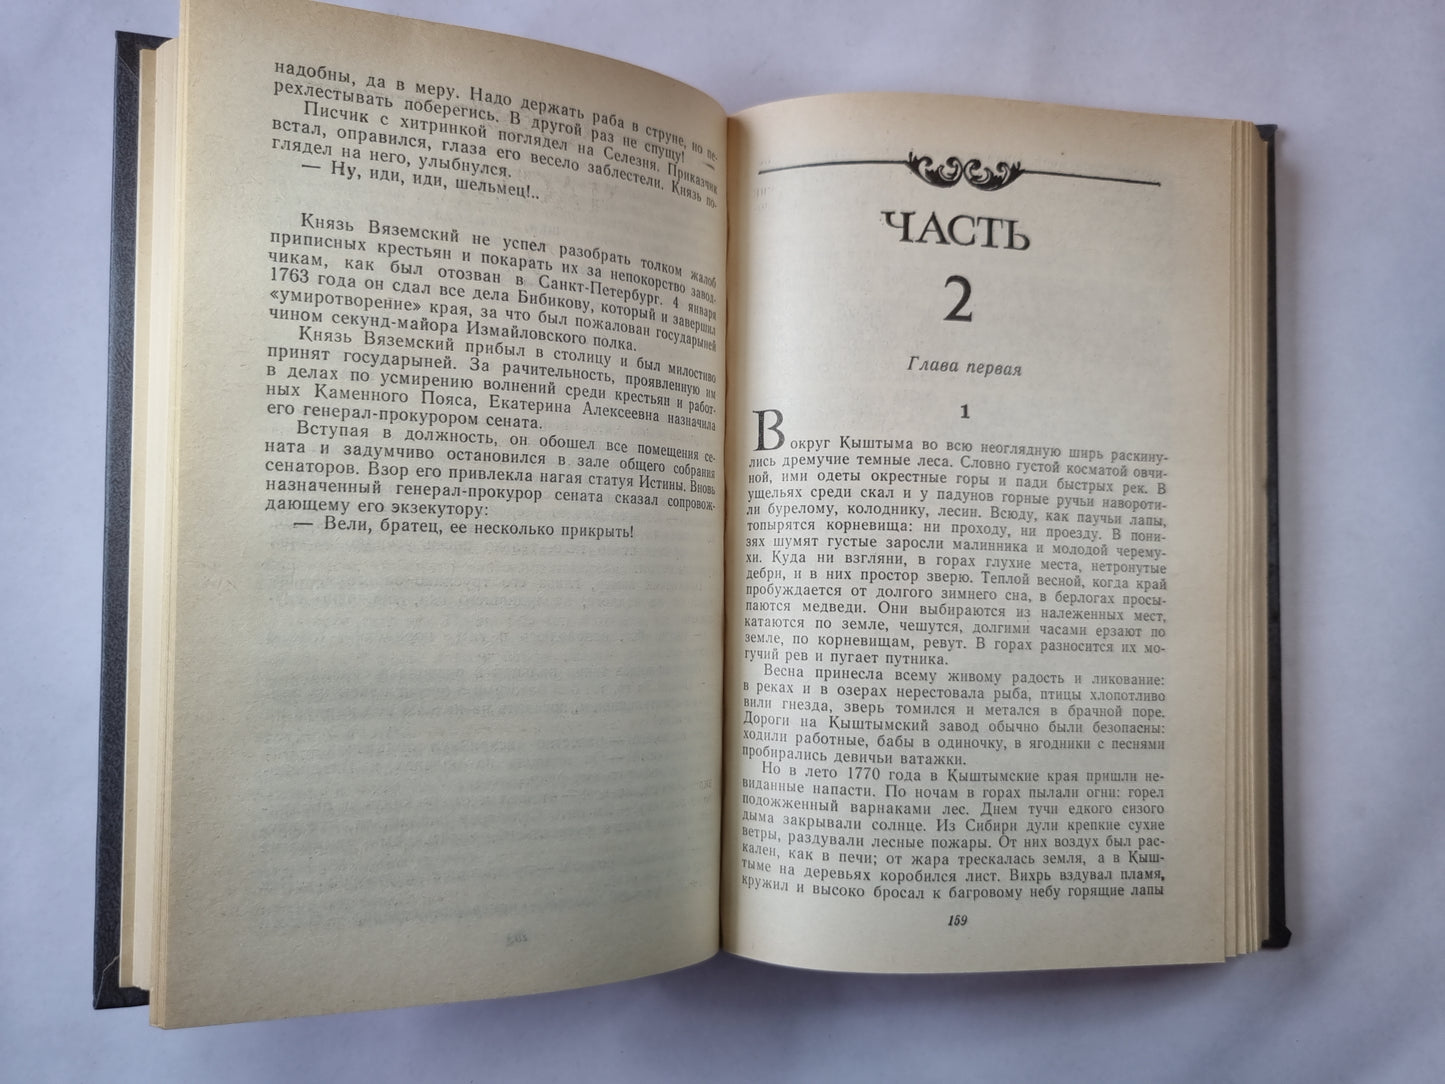 надобны, да в меру. Надо держать раба в струне, но пе-
рехлестывать поберегись. В другой раз не спущу! —
Писчик с хитринкой поглядел на Селезня. Приказчик
встал, оправился, глаза его весело заблестели. Князь по-
глядел на него, улыбнулся.
— Ну, иди, иди, шельмец!..
Князь Вяземский не успел разобрать толком жалоб
приписных крестьян и покарать их за непокорство завод-
чикам, как был отозван в Санкт-Петербург. 4 января
1763 года он сдал все дела Бибикову, который и завершил
«умиротворение» края, за что был пожалован государыней
чином секунд-майора Измайловского полка.
Князь Вяземский прибыл в столицу и был милостиво
принят государыней. За рачительность, проявленную им
в делах по усмирению волнений среди крестьян и работ-
ных Каменного Пояса, Екатерина Алексеевна назначила
его генерал-прокурором сената.
Вступая в должность, он обошел все помещения се-
ната и задумчиво остановился в зале общего собрания
сенаторов. Взор его привлекла нагая статуя Истины. Вновь
назначенный генерал-прокурор сената сказал сопровож-
дающему его экзекутору:
— Вели, братец, ее несколько прикрыть!
ЧАСТЬ
2
Глава первая
1
Вокруг Кыштыма во всю неоглядную ширь раскину-
лись дремучие темные леса. Словно густой косматой овчи-
ной, ими одеты окрестные горы и пади быстрых рек. В
ущельях среди скал и у падунов горные ручьи навороти-
ли бурелому, колоднику, лесин. Всюду, как паучьи лапы,
топырятся корневища: ни проходу, ни проезду. В пони-
зях шумят густые заросли малинника и молодой черему-
хи. Куда ни взгляни, в горах глухие места, нетронутые
дебри, и в них простор зверю. Теплой весной, когда край
пробуждается от долгого зимнего сна, в берлогах просы-
паются медведи. Они выбираются из належенных мест,
катаются по земле, чешутся, долгими часами ерзают по
земле, по корневищам, ревут. В горах разносится их мо-
гучий рев и пугает путника.
Весна принесла всему живому радость и ликование:
в реках и в озерах нерестовала рыба, птицы хлопотливо
вили гнезда, зверь томился и метался в брачной поре.
Дороги на Кыштымский завод обычно были безопасны:
ходили работные, бабы в одиночку, в ягодники с песнями
пробирались девичьи ватажки.
Но в лето 1770 года в Кыштымские края пришли не-
виданные напасти. По ночам в горах пылали огни: горел
подожженный варнаками лес. Днем тучи едкого сизого
дыма закрывали солнце. Из Сибири дули крепкие сухие
ветры, раздували лесные пожары. От них воздух был рас-
кален, как в печи; от жара трескалась земля, а в Кыш-
тыме на деревьях коробился лист. Вихрь вздувал пламя,
кружил и высоко бросал к багровому небу горящие лапы
159